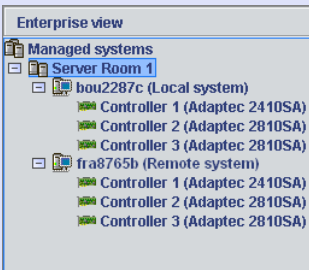 Enterprise view
Managed systems
Server Room 1
bou2287c (Local system)
Controller 1 (Adaptec 2410SA)
Controller 2 (Adaptec 2810SA)
Controller 3 (Adaptec 2810SA)
fra8765b (Remote system)
Controller 1 (Adaptec 2410SA)
Controller 2 (Adaptec 2810SA)
Controller 3 (Adaptec 2810SA)